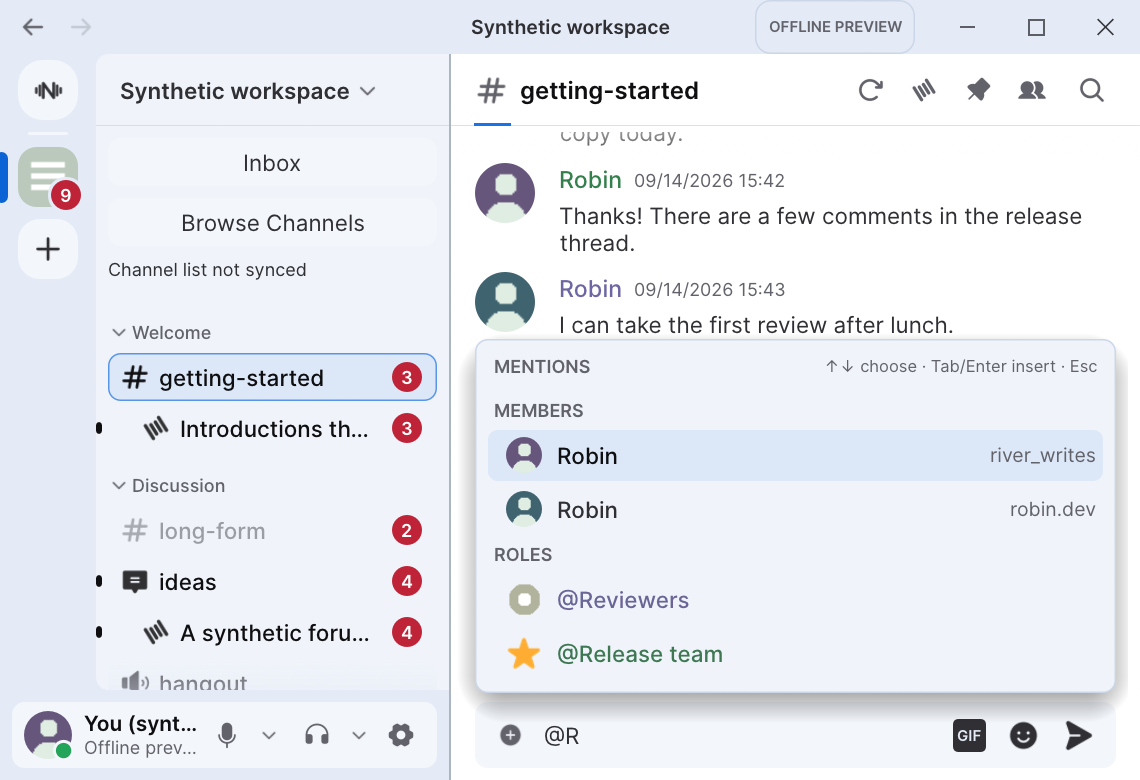 Synthetic workspace
OFFLINE PREVIEW
9
Synthetic workspace
Inbox
Browse Channels
Channel list not synced
Welcome
getting-started
3
Introductions th...
3
Discussion
long-form
2
ideas
4
A synthetic foru...
4
hangout
You (synt...
Offline prev...
# getting-started
copy today.
Robin 09/14/2026 15:42
Thanks! There are a few comments in the release
thread.
Robin 09/14/2026 15:43
I can take the first review after lunch.
MENTIONS
↑↓ choose · Tab/Enter insert · Esc
MEMBERS
Robin river_writes
Robin robin.dev
ROLES
@Reviewers
@Release team
@R
GIF